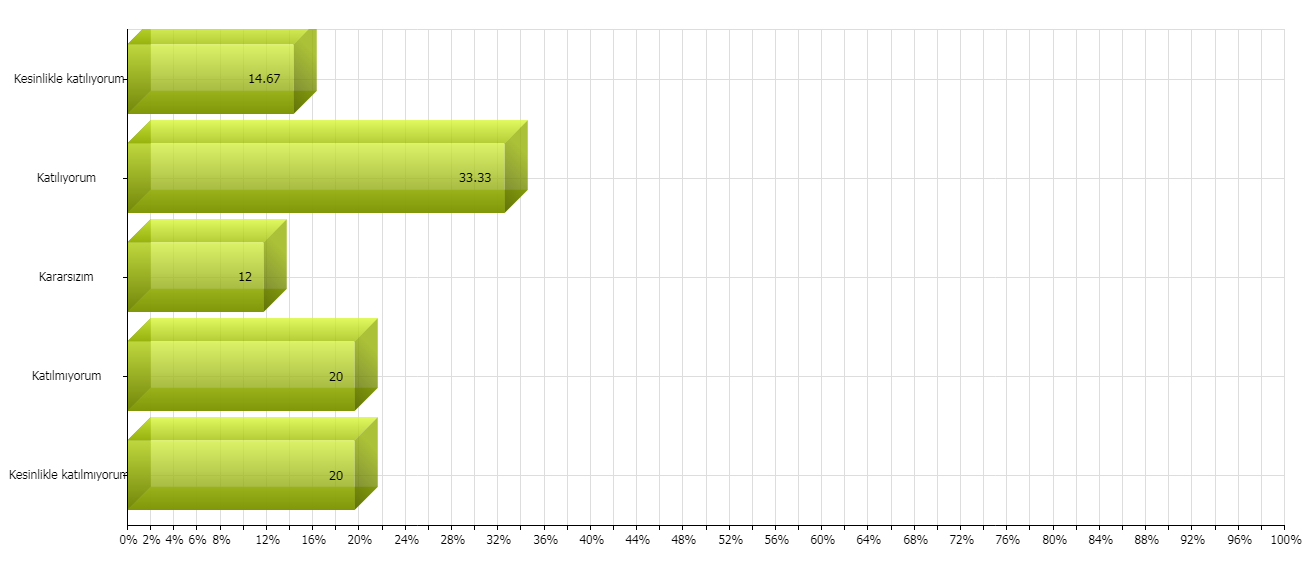 Kesinlikle katılıyorum
14.67
Katılıyorum
33.33
Kararsızım
12
Katılmıyorum
20
Kesinlikle katılmıyorum
20
0% 2% 4% 6% 8% 12% 16% 20% 24% 28% 32% 36% 40% 44% 48% 52% 56% 60% 64% 68% 72% 76% 80% 84% 88% 92% 96% 100%